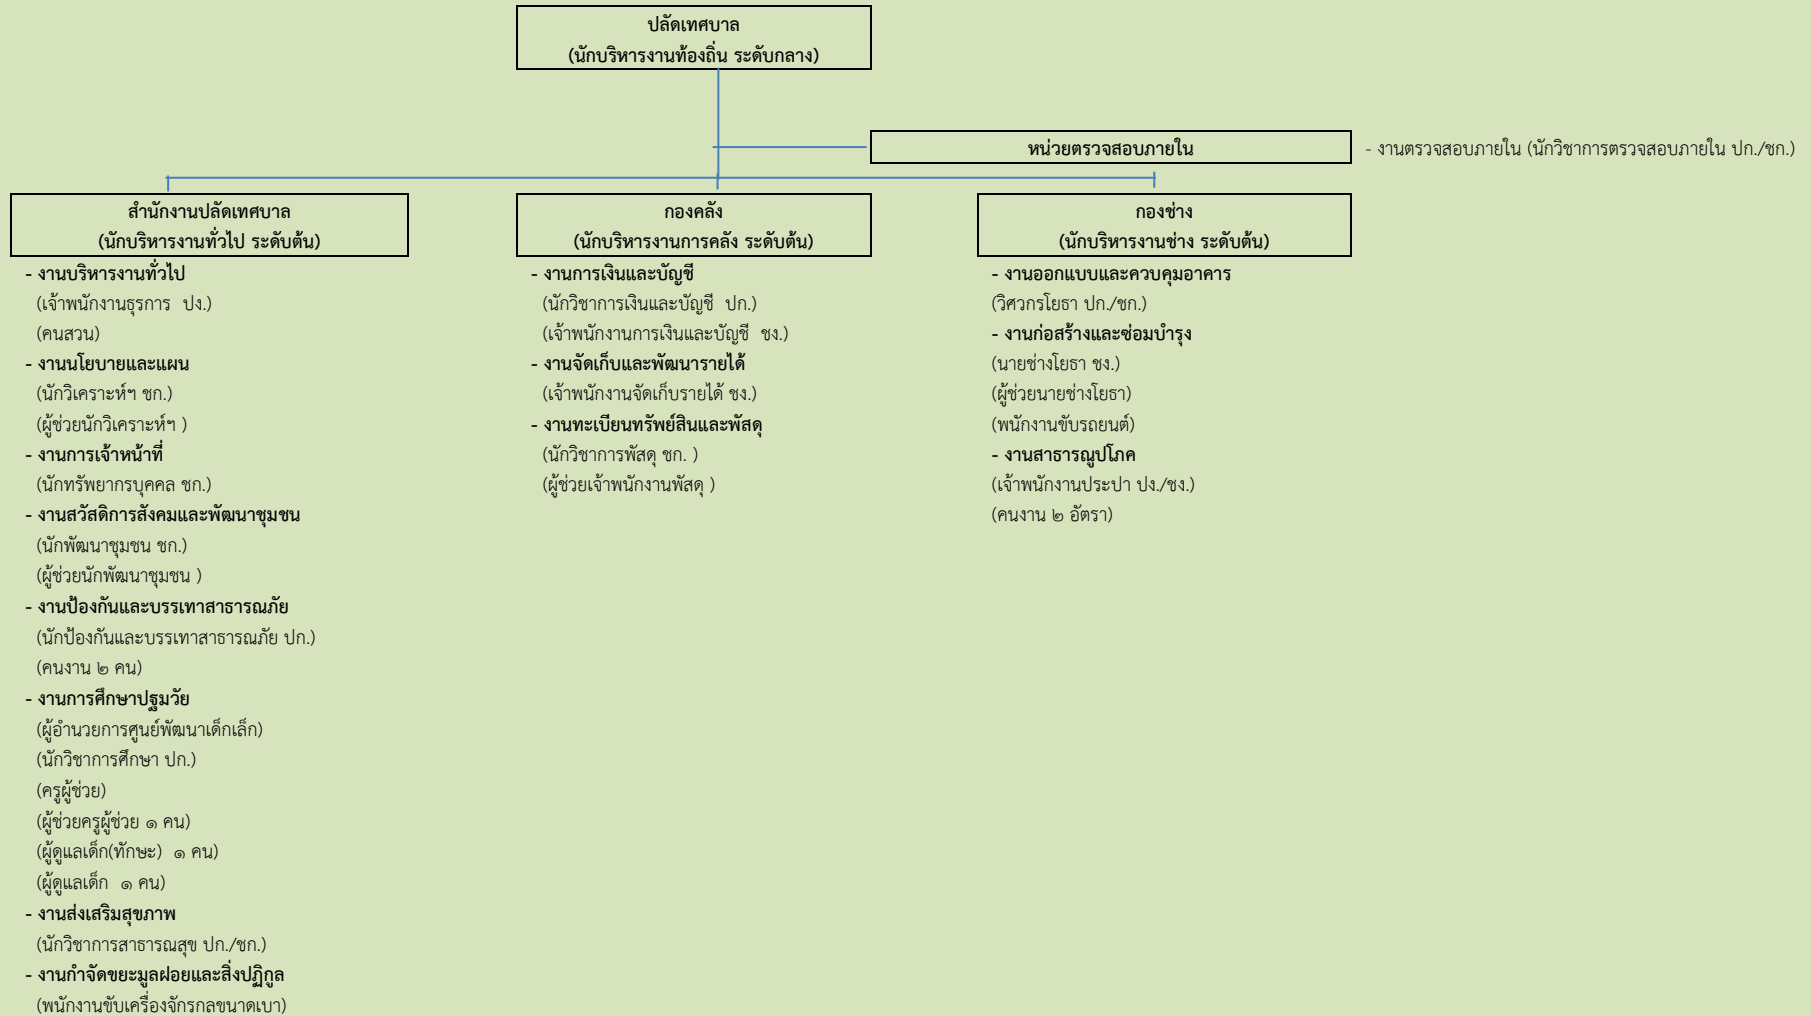 ปลัดเทศบาล
(นักบริหารงานท้องถิ่น ระดับกลาง)
หน่วยตรวจสอบภายใน
- งานตรวจสอบภายใน (นักวิชาการตรวจสอบภายใน ปก./ชก.)
สำนักงานปลัดเทศบาล
(นักบริหารงานทั่วไป ระดับต้น)
- งานบริหารงานทั่วไป
(เจ้าพนักงานธุรการ ปง.)
(คนสวน)
- งานนโยบายและแผน
(นักวิเคราะห์ฯ ชก.)
(ผู้ช่วยนักวิเคราะห์ฯ )
- งานการเจ้าหน้าที่
(นักทรัพยากรบุคคล ชก.)
- งานสวัสดิการสังคมและพัฒนาชุมชน
(นักพัฒนาชุมชน ชก.)
(ผู้ช่วยนักพัฒนาชุมชน )
- งานป้องกันและบรรเทาสาธารณภัย
(นักป้องกันและบรรเทาสาธารณภัย ปก.)
(คนงาน ๒ คน)
- งานการศึกษาปฐมวัย
(ผู้อำนวยการศูนย์พัฒนาเด็กเล็ก)
(นักวิชาการศึกษา ปก.)
(ครูผู้ช่วย)
(ผู้ช่วยครูผู้ช่วย ๑ คน)
(ผู้ดูแลเด็ก(ทักษะ) ๑ คน)
(ผู้ดูแลเด็ก ๑ คน)
- งานส่งเสริมสุขภาพ
(นักวิชาการสาธารณสุข ปก./ชก.)
- งานกำจัดขยะมูลฝอยและสิ่งปฏิกูล
(พนักงานขับเครื่องจักรกลขนาดเบา)
กองคลัง
(นักบริหารงานการคลัง ระดับต้น)
- งานการเงินและบัญชี
(นักวิชาการเงินและบัญชี ปก.)
(เจ้าพนักงานการเงินและบัญชี ชง.)
- งานจัดเก็บและพัฒนารายได้
(เจ้าพนักงานจัดเก็บรายได้ ชง.)
- งานทะเบียนทรัพย์สินและพัสดุ
(นักวิชาการพัสดุ ชก. )
(ผู้ช่วยเจ้าพนักงานพัสดุ )
กองช่าง
(นักบริหารงานช่าง ระดับต้น)
- งานออกแบบและควบคุมอาคาร
(วิศวกรโยธา ปก./ชก.)
- งานก่อสร้างและซ่อมบำรุง
(นายช่างโยธา ชง.)
(ผู้ช่วยนายช่างโยธา)
(พนักงานขับรถยนต์)
- งานสาธารณูปโภค
(เจ้าพนักงานประปา ปง./ชง.)
(คนงาน ๒ อัตรา)